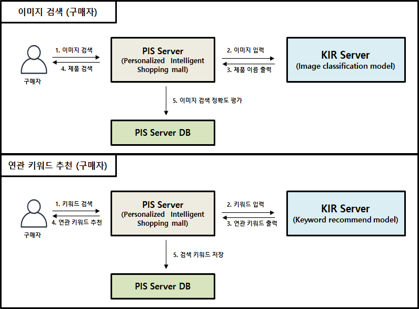 이미지 검색 (구매자)
구매자
1. 이미지 검색
4. 제품 검색
PIS Server
(Personalized Intelligent
Shopping mall)
2. 이미지 입력
3. 제품 이름 출력
KIR Server
(Image classification model)
5. 이미지 검색 정확도 평가
PIS Server DB
연관 키워드 추천 (구매자)
구매자
1. 키워드 검색
4. 연관 키워드 추천
PIS Server
(Personalized Intelligent
Shopping mall)
2. 키워드 입력
3. 연관 키워드 출력
KIR Server
(Keyword recommend model)
5. 검색 키워드 저장
PIS Server DB